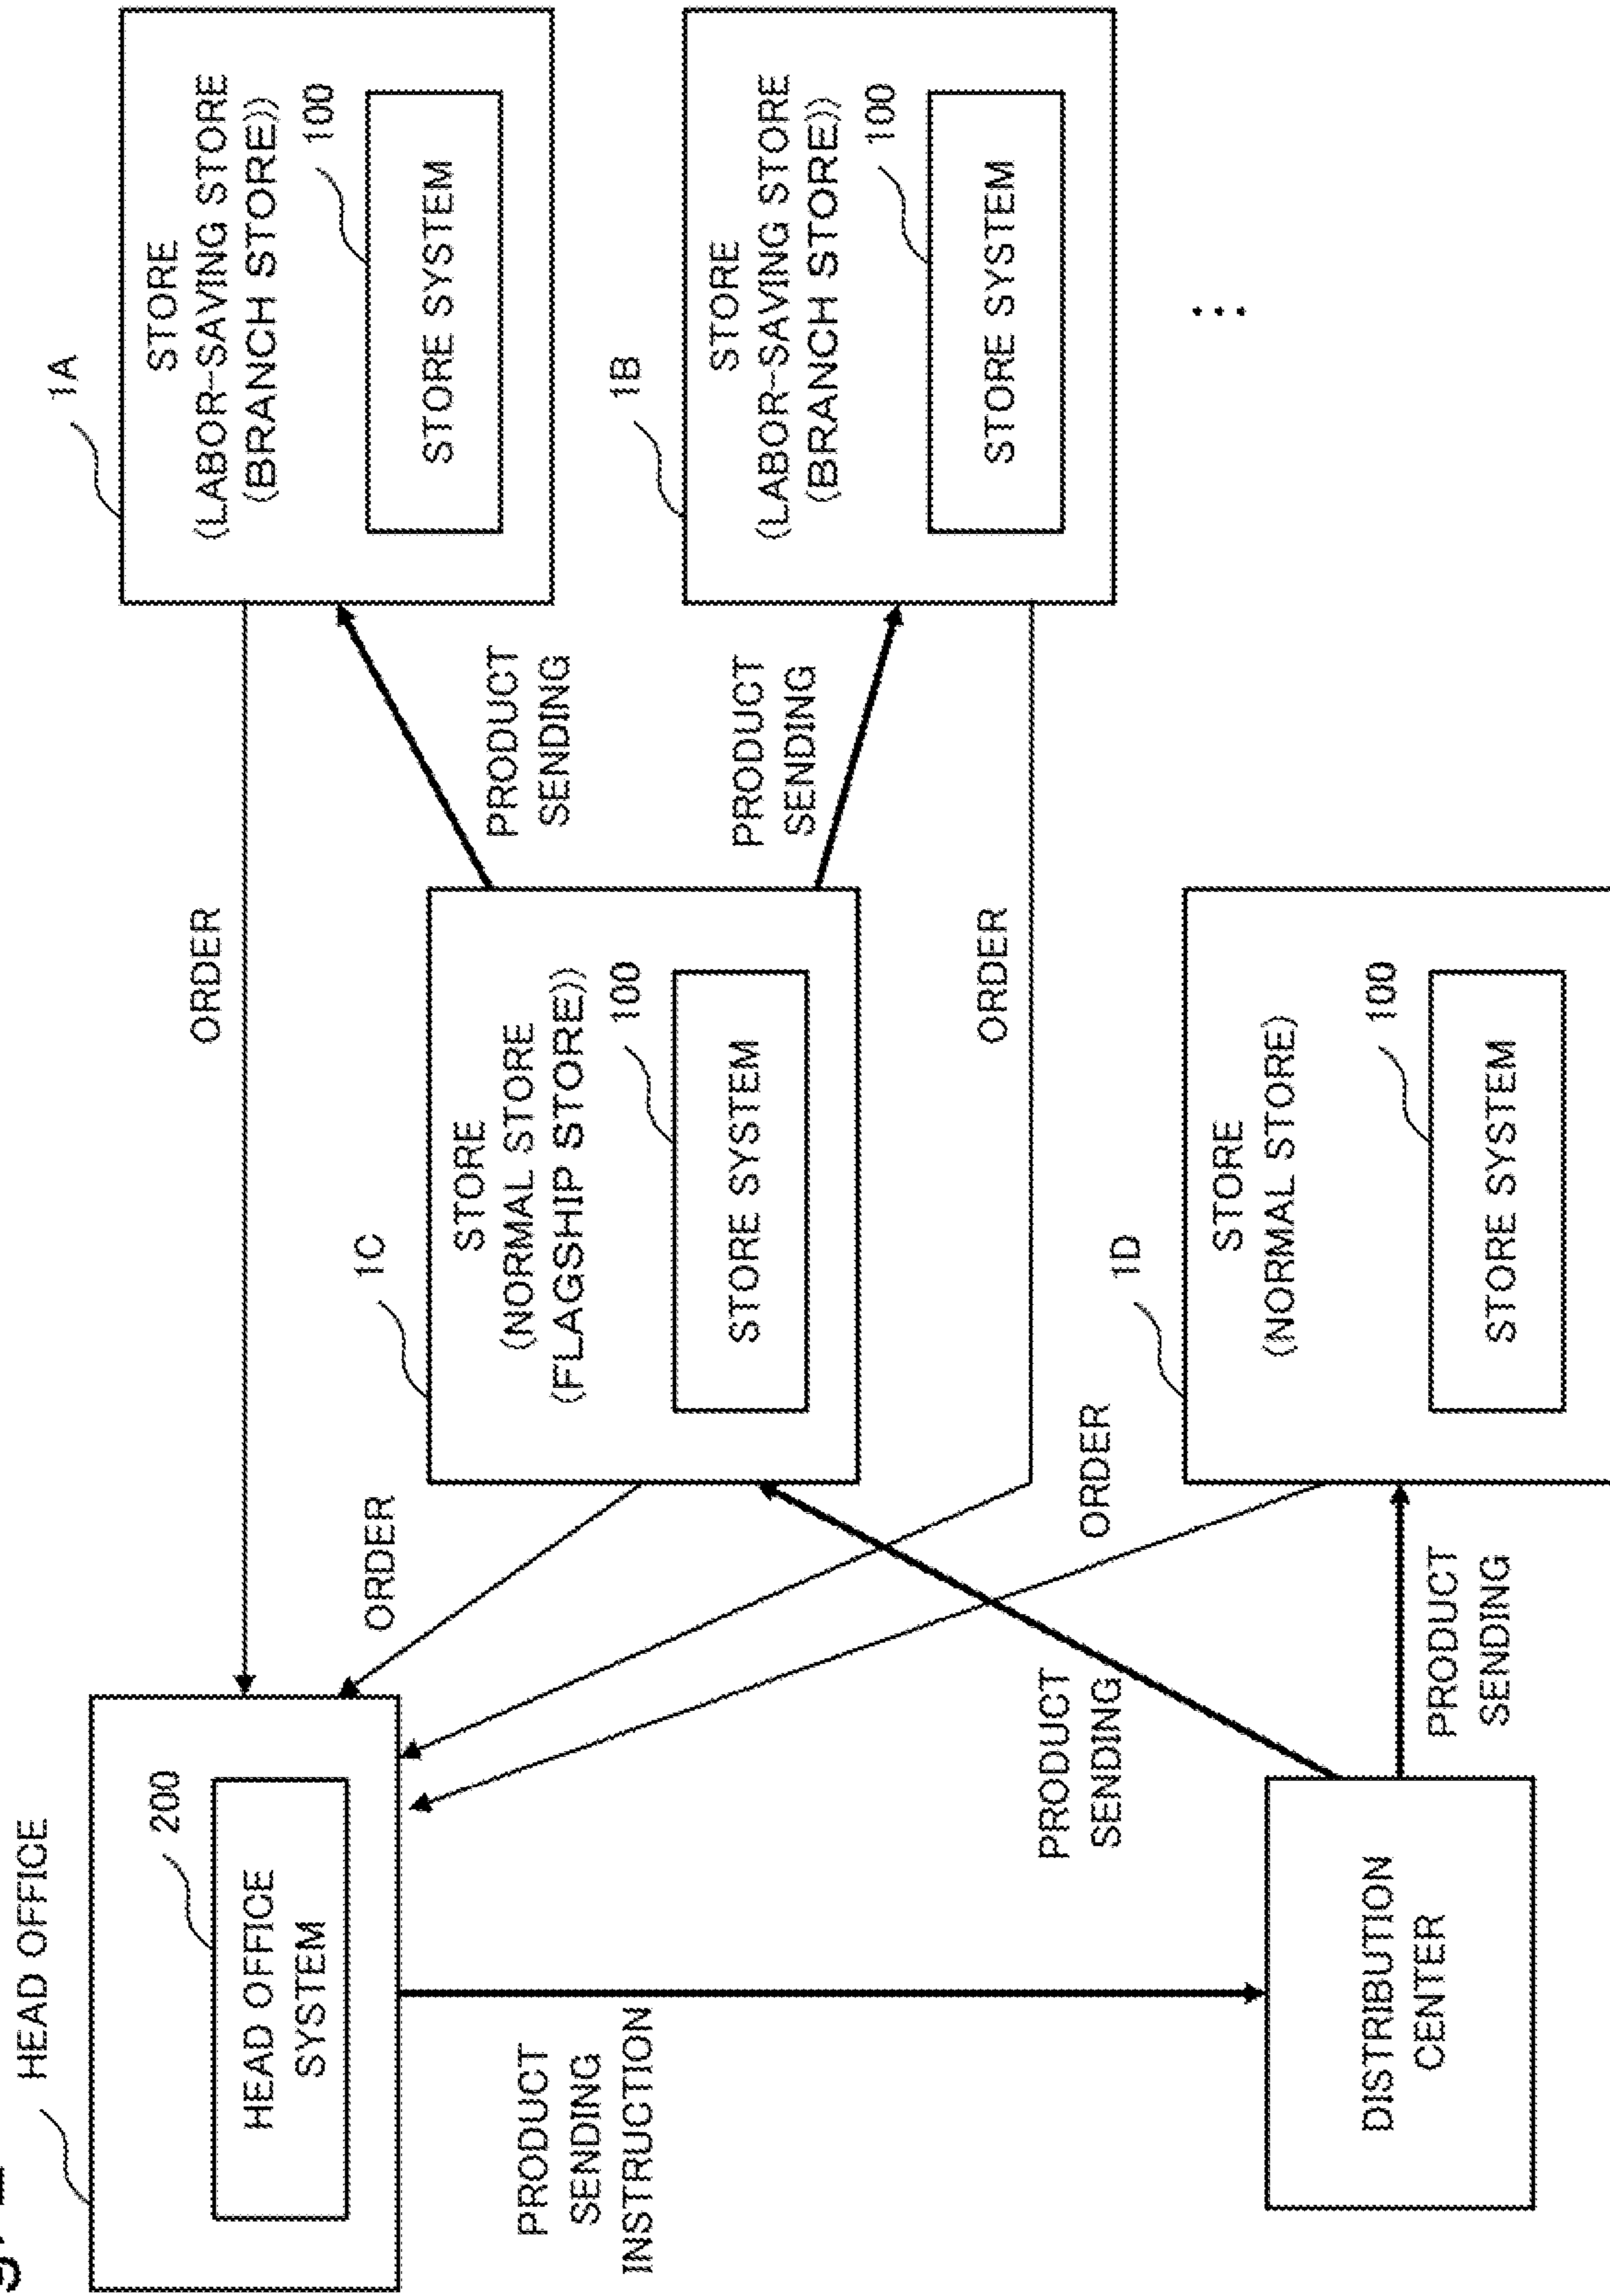 HEAD OFFICE
200
HEAD OFFICE
SYSTEM
ORDER
1A
STORE
(LABOR-SAVING STORE
(BRANCH STORE))
100
STORE SYSTEM
ORDER
1C
STORE
(NORMAL STORE
(FLAGSHIP STORE))
100
STORE SYSTEM
PRODUCT
SENDING
PRODUCT
SENDING
1B
STORE
(LABOR-SAVING STORE
(BRANCH STORE))
100
STORE SYSTEM
...
ORDER
PRODUCT
SENDING
INSTRUCTION
PRODUCT
SENDING
ORDER
1D
STORE
(NORMAL STORE)
100
STORE SYSTEM
DISTRIBUTION
CENTER
PRODUCT
SENDING